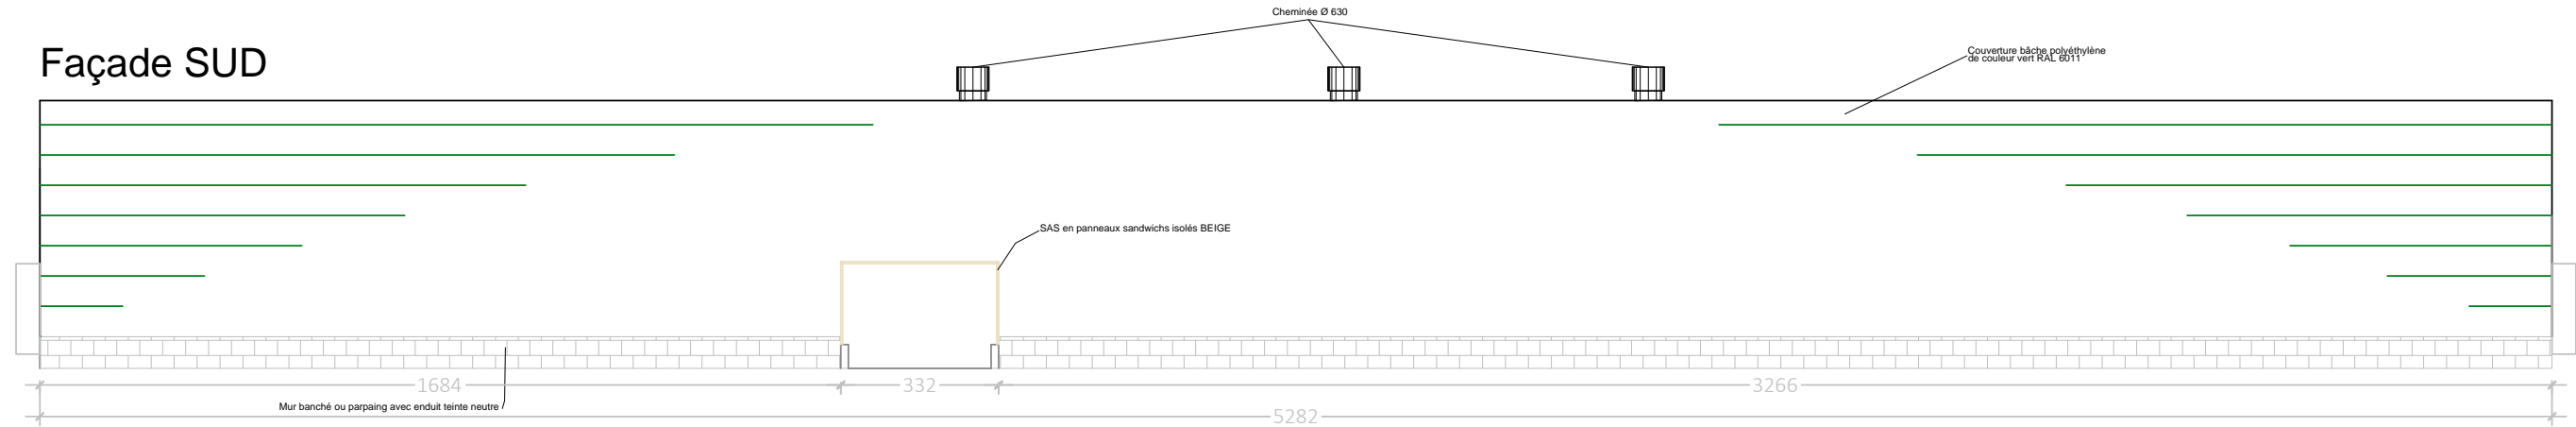 Cheminée Ø 630
Façade SUD
Couverture bâche polyéthylène
de couleur vert RAL 6011
SAS en panneaux sandwichs isolés BEIGE
1684
332
3266
Mur banché ou parpaing avec enduit teinte neutre
5282